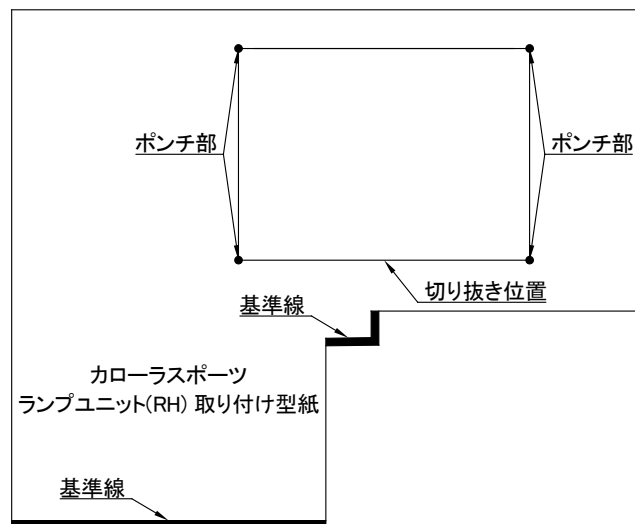 ポンチ部
ポンチ部
切り抜き位置
基準線
カローラスポーツ
ランプユニット(RH) 取り付け型紙
基準線